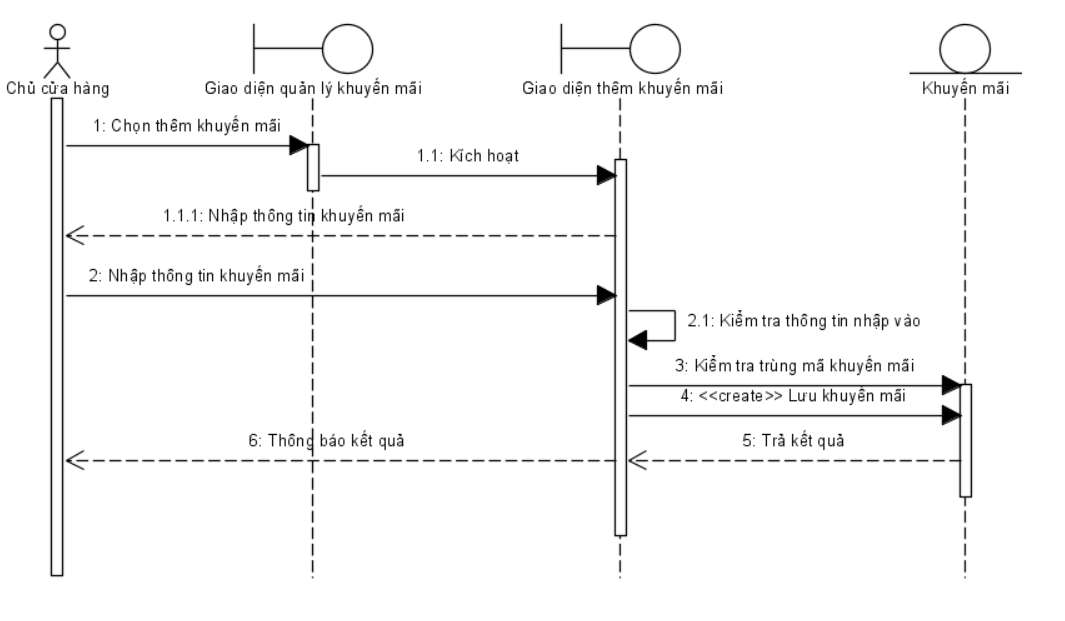 Chủ cửa hàng
Giao diện quản lý khuyến mãi
Giao diện thêm khuyến mãi
Khuyến mãi
1: Chọn thêm khuyến mãi
1.1: Kích hoạt
1.1.1: Nhập thông tin khuyến mãi
2: Nhập thông tin khuyến mãi
2.1: Kiểm tra thông tin nhập vào
3: Kiểm tra trùng mã khuyến mãi
4: <<create>> Lưu khuyến mãi
6: Thông báo kết quả
5: Trả kết quả